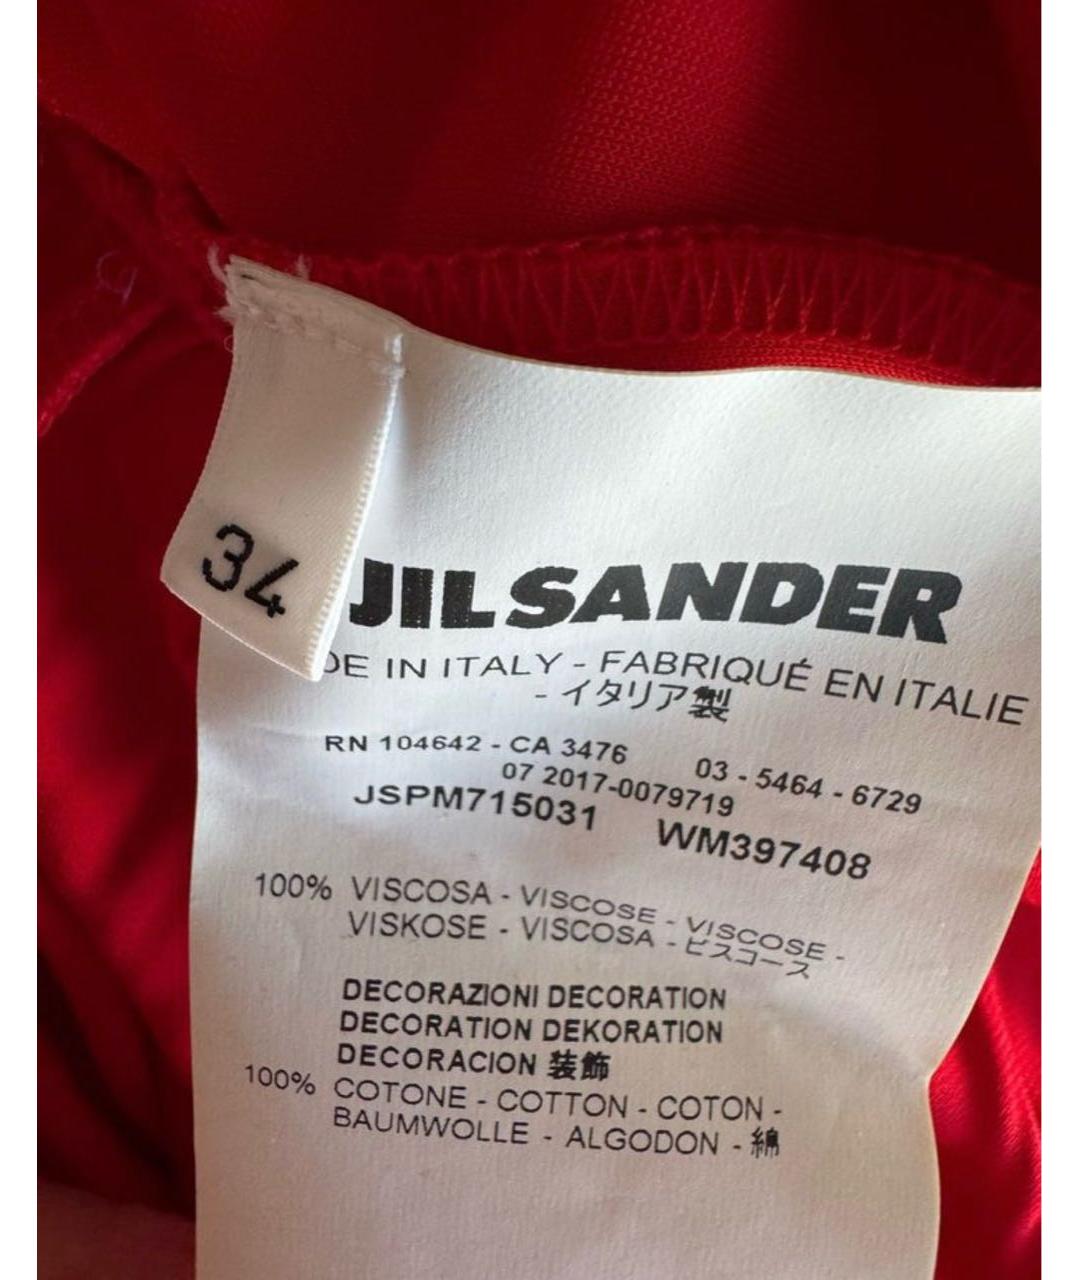 34
JIL SANDER
DE IN ITALY - FABRIQUÉ EN ITALIE
- イタリア製
RN 104642 - CA 3476 03 - 5464 - 6729
07 2017-0079719
JSPM715031 WM397408
100% VISCOSA - VISCOSE - VISCOSE -
VISKOSE - VISCOSA - ビスコース
DECORAZIONI DECORATION
DECORATION DEKORATION
DECORACION 装飾
100% COTONE - COTTON - COTON -
BAUMWOLLE - ALGODON - 綿